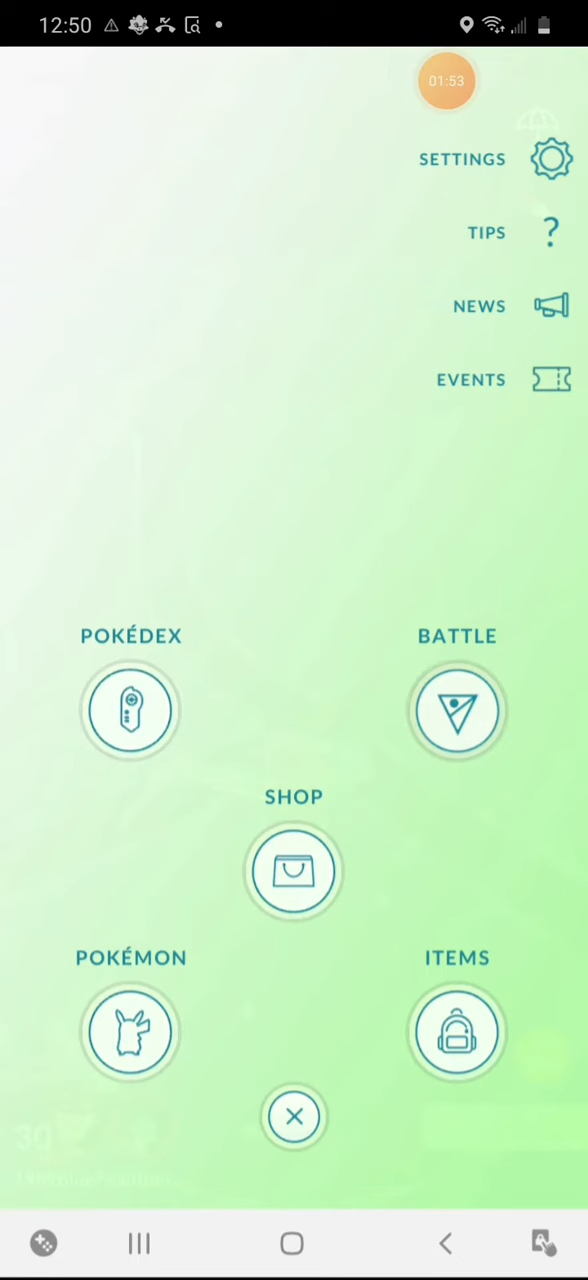 12:50
01:53
SETTINGS
TIPS
?
NEWS
EVENTS
POKÉDEX
BATTLE
SHOP
POKÉMON
ITEMS